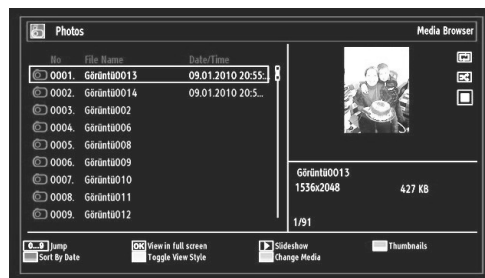 Photos Media Browser
No File Name Date/Time
0001. Görüntü0013 09.01.2010 20:55:..
0002. Görüntü0014 09.01.2010 20:5...
0003. Görüntü002
0004. Görüntü006
0005. Görüntü008
0006. Görüntü009
0007. Görüntü010
0008. Görüntü011
0009. Görüntü012
Görüntü0013
1536x2048 427 KB
1/91
0...9 Jump OK View in full screen Slideshow Thumbnails
Sort By Date Toggle View Style Change Media